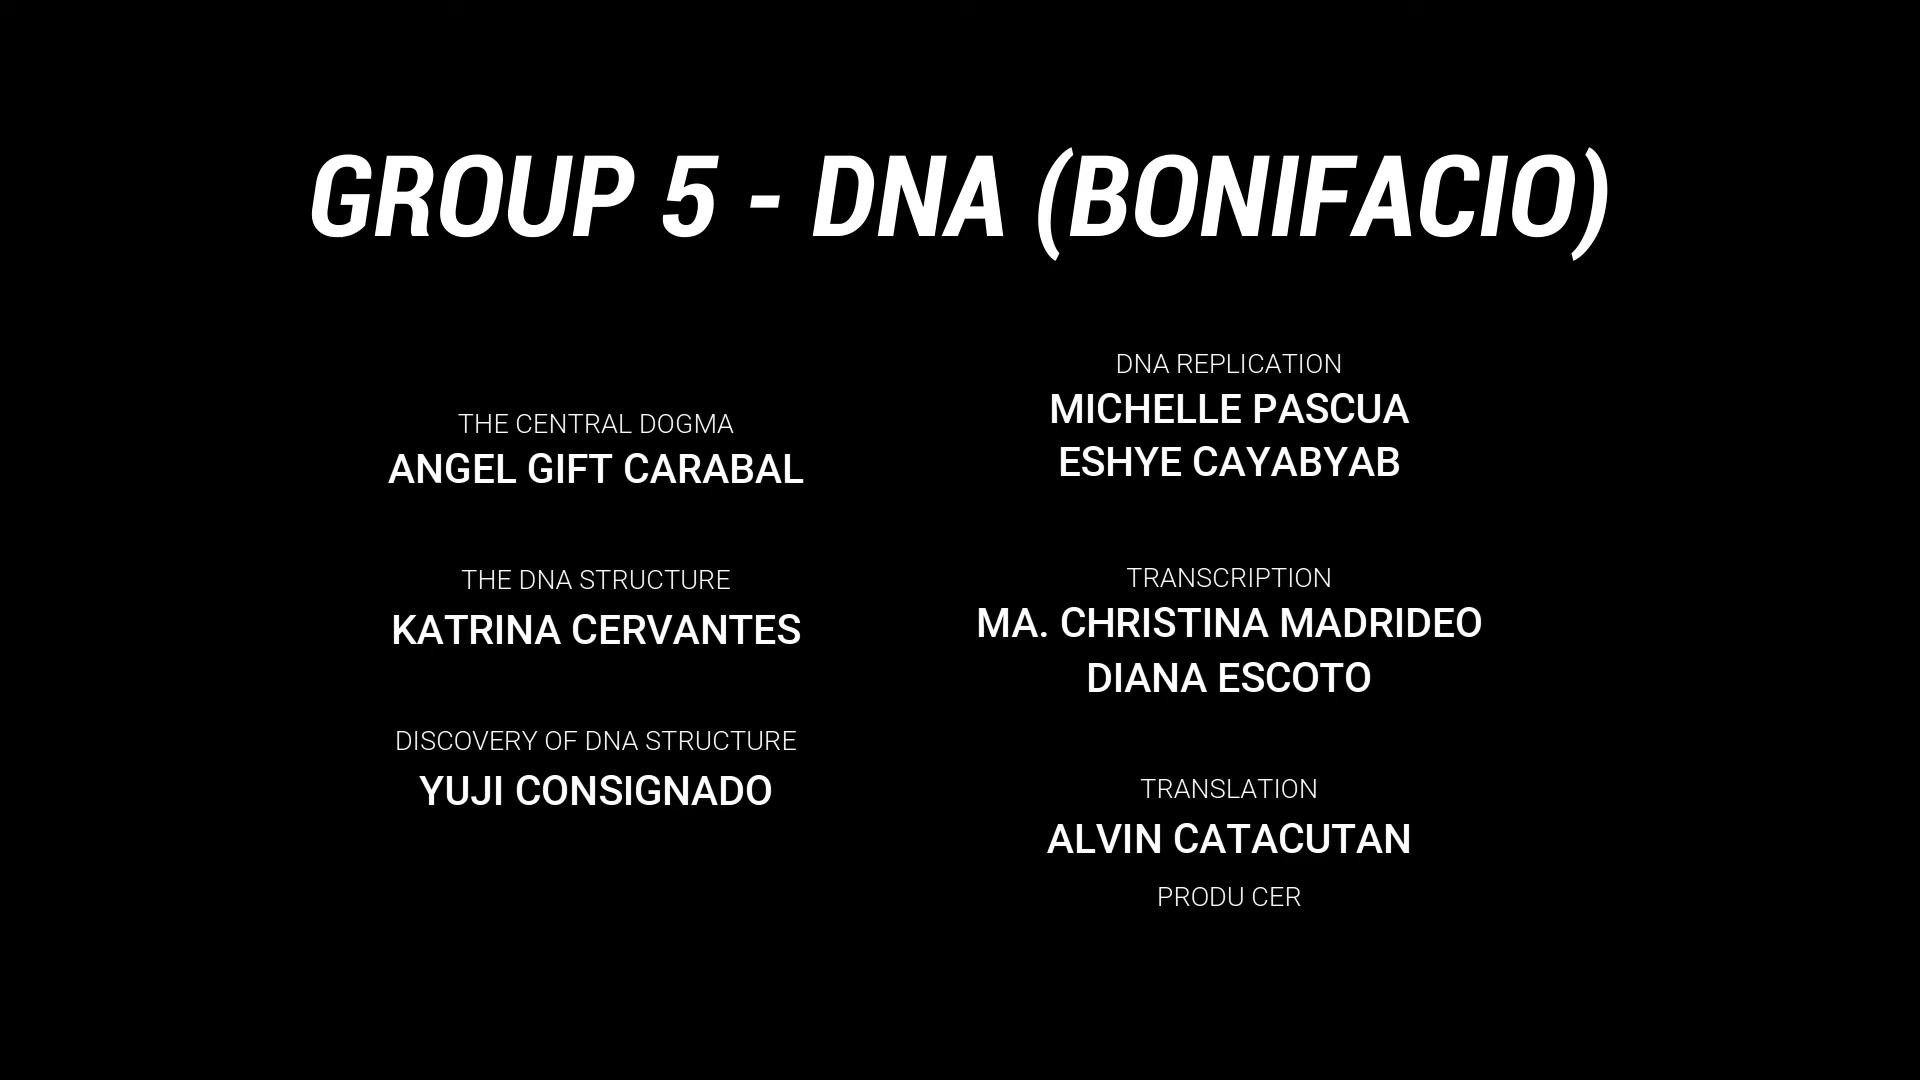 GROUP 5 - DNA (BONIFACIO)
THE CENTRAL DOGMA
ANGEL GIFT CARABAL
THE DNA STRUCTURE
KATRINA CERVANTES
DISCOVERY OF DNA STRUCTURE
YUJI CONSIGNADO
DNA REPLICATION
MICHELLE PASCUA
ESHYE CAYABYAB
TRANSCRIPTION
MA. CHRISTINA MADRIDEO
DIANA ESCOTO
TRANSLATION
ALVIN CATACUTAN
PRODU CER